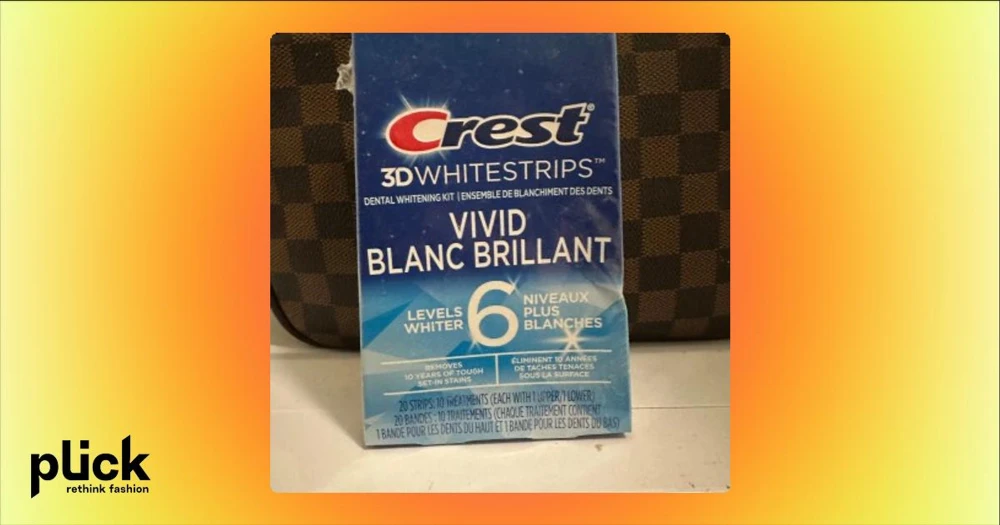 Crest®
3DWHITESTRIPS™
DENTAL WHITENING KIT | ENSEMBLE DE BLANCHIMENT DES DENTS
VIVID
BLANC BRILLANT
LEVELS
WHITER
6
NIVEAUX
PLUS
BLANCHES
REMOVES
10 YEARS OF TOUGH
SET-IN STAINS
ÉLIMINENT 10 ANNÉES
DE TACHES TENACES
SOUS LA SURFACE
20 STRIPS: 10 TREATMENTS (EACH WITH 1 UPPER, 1 LOWER)
20 BANDES : 10 TRAITEMENTS (CHAQUE TRAITEMENT CONTIENT
1 BANDE POUR LES DENTS DU HAUT ET 1 BANDE POUR LES DENTS DU BAS)
plick
rethink fashion